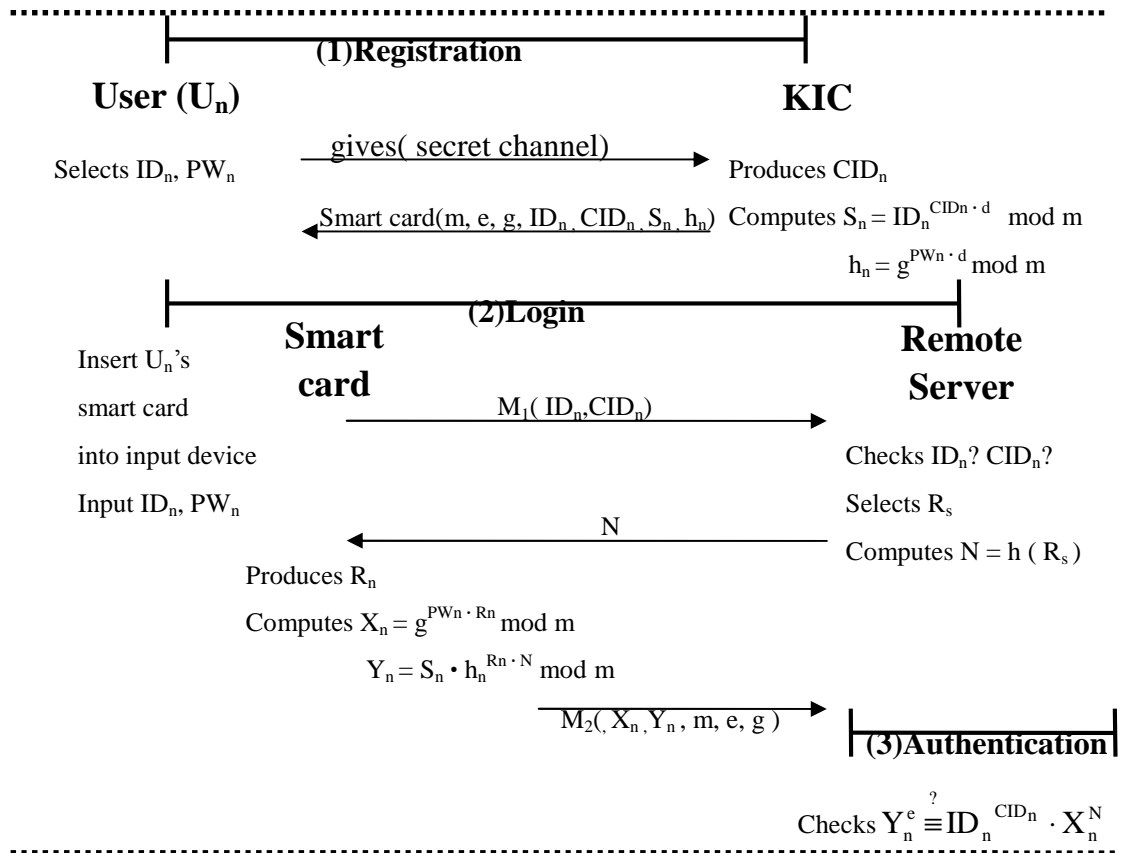 (1)Registration
User (Uₙ)
KIC
gives( secret channel)
Selects IDₙ, PWₙ
Produces CIDₙ
Smart card(m, e, g, IDₙ, CIDₙ, Sₙ, hₙ)
Computes Sₙ = IDₙ^CIDn · d mod m
hₙ = g^PWn · d mod m
(2)Login
Smart
card
Remote
Server
Insert Uₙ’s
smart card
into input device
Input IDₙ, PWₙ
M₁( IDₙ,CIDₙ)
Checks IDₙ? CIDₙ?
Selects Rₛ
N
Computes N = h ( Rₛ )
Produces Rₙ
Computes Xₙ = g^PWn · Rn mod m
Yₙ = Sₙ • hₙ^Rn · N mod m
M₂(, Xₙ, Yₙ , m, e, g )
(3)Authentication
Checks Yₙ^e ≡^? IDₙ^CIDₙ · Xₙ^N